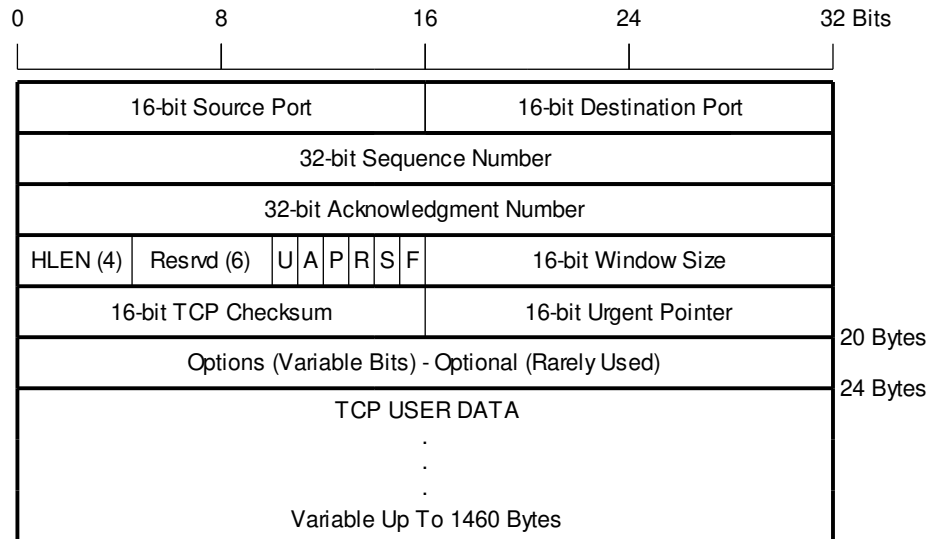 0 8 16 24 32 Bits
16-bit Source Port 16-bit Destination Port
32-bit Sequence Number
32-bit Acknowledgment Number
HLEN (4) Resrvd (6) U A P R S F 16-bit Window Size
16-bit TCP Checksum 16-bit Urgent Pointer
20 Bytes
Options (Variable Bits) - Optional (Rarely Used)
24 Bytes
TCP USER DATA
.
.
.
Variable Up To 1460 Bytes